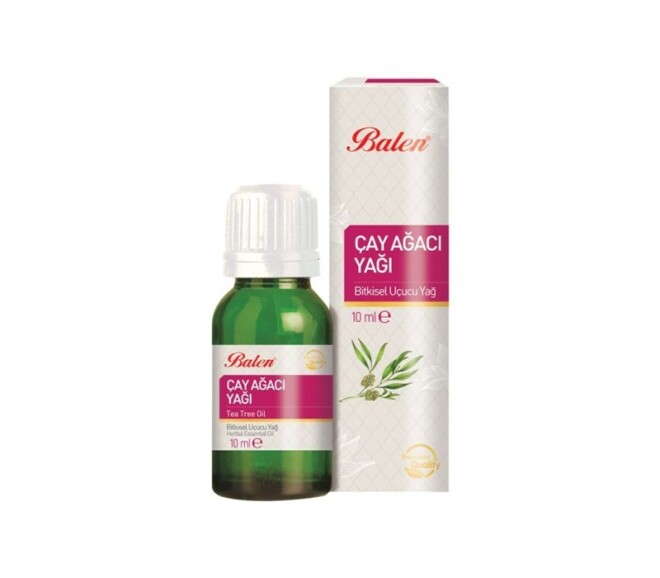 Balen®
ÇAY AĞACI
YAĞI
Bitkisel Uçucu Yağ
10 ml e
Premium
Quality
Balen®
ÇAY AĞACI
YAĞI
Tea Tree Oil
Bitkisel Uçucu Yağ
Herbal Essential Oil
10 ml e